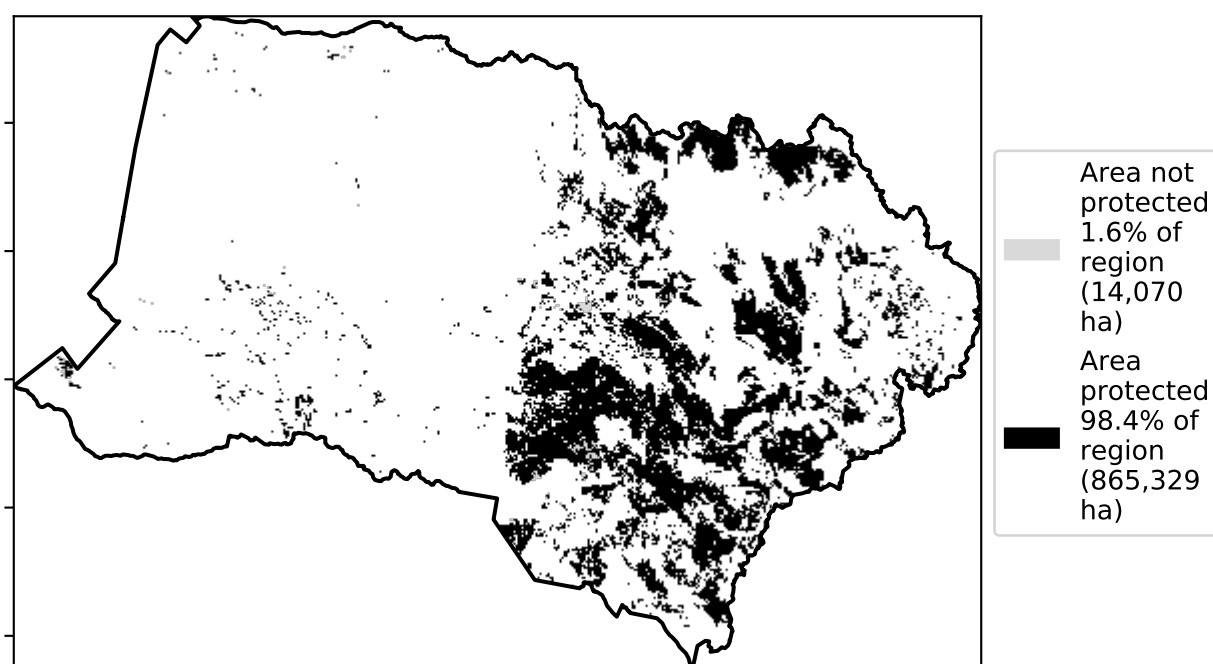 Area not
protected
1.6% of
region
(14,070
ha)
Area
protected
98.4% of
region
(865,329
ha)